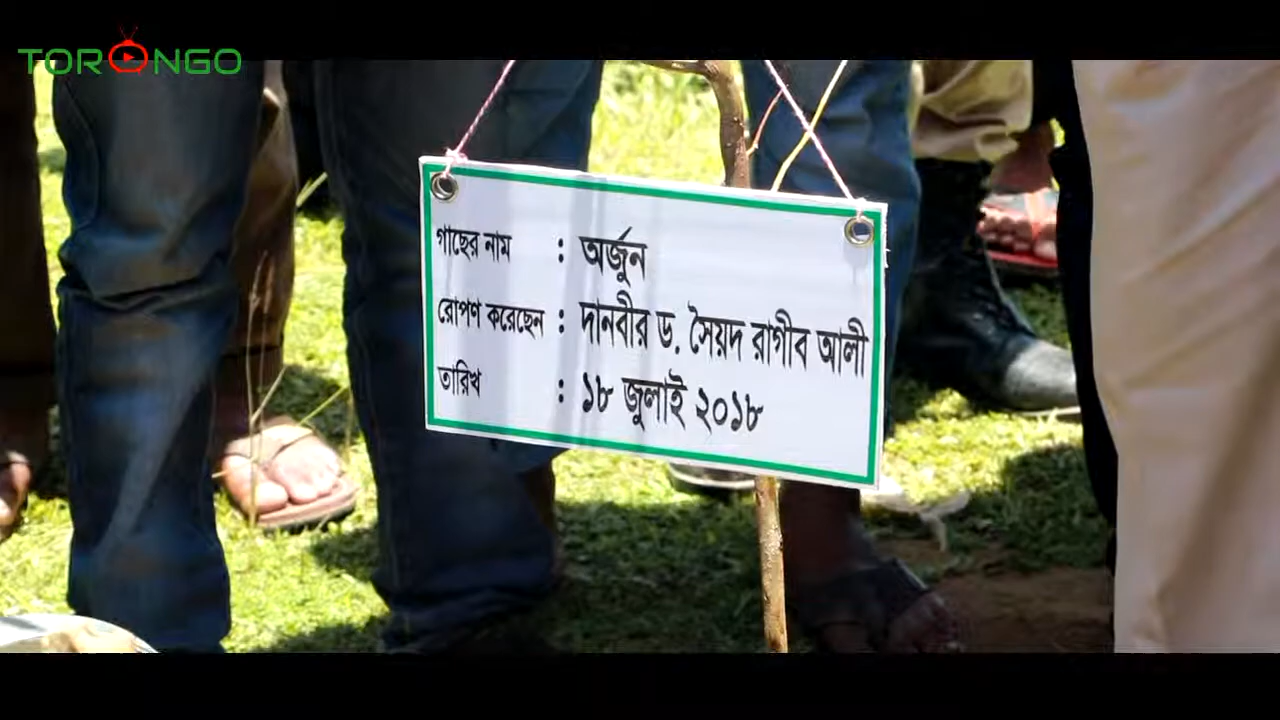 TORONGO
গাছের নাম : অর্জুন
রোপণ করেছেন : দানবীর ড. সৈয়দ রাগীব আলী
তারিখ : ১৮ জুলাই ২০১৮